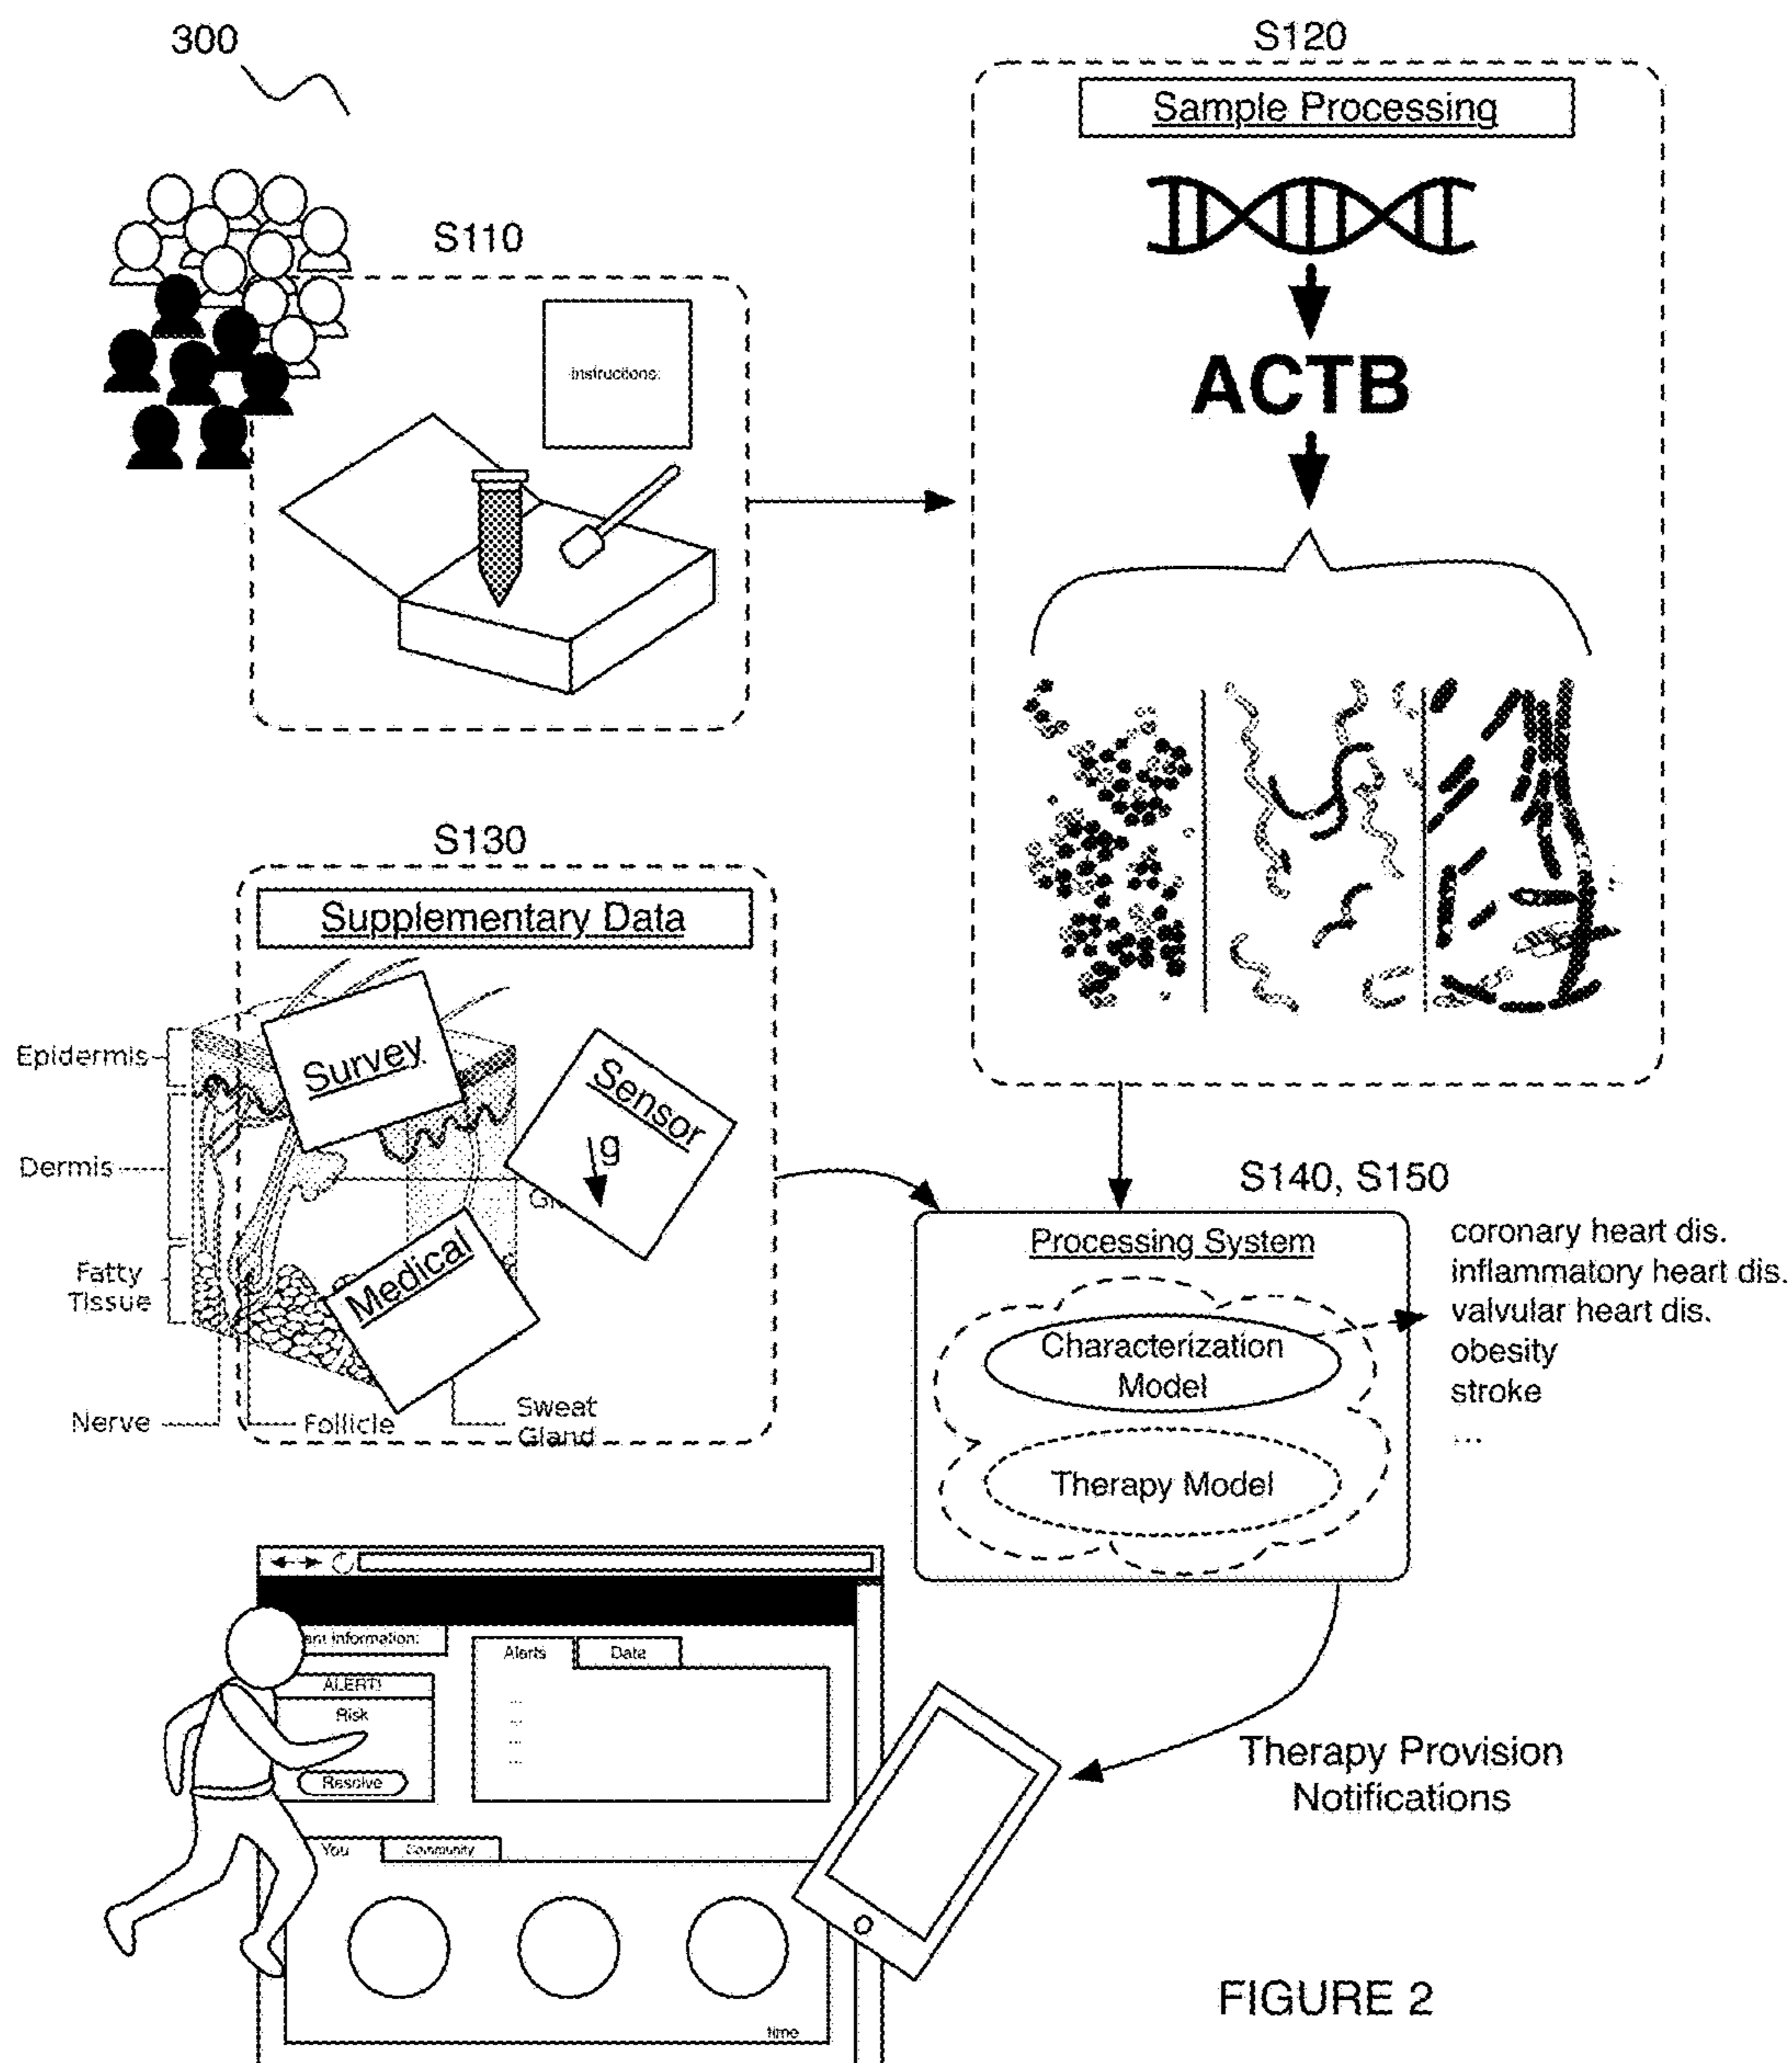 300
S110
Instructions:
S120
Sample Processing
ACTB
S130
Supplementary Data
Survey
Sensor
g
Medical
Epidermis
Dermis
Fatty
Tissue
Nerve
Follicle
Sweat
Gland
S140, S150
Processing System
Characterization
Model
Therapy Model
coronary heart dis.
inflammatory heart dis.
valvular heart dis.
obesity
stroke
...
Therapy Provision
Notifications
information:
ALERT!
Risk
Resolve
Alerts
Data
...
...
...
...
You
Community
time
FIGURE 2